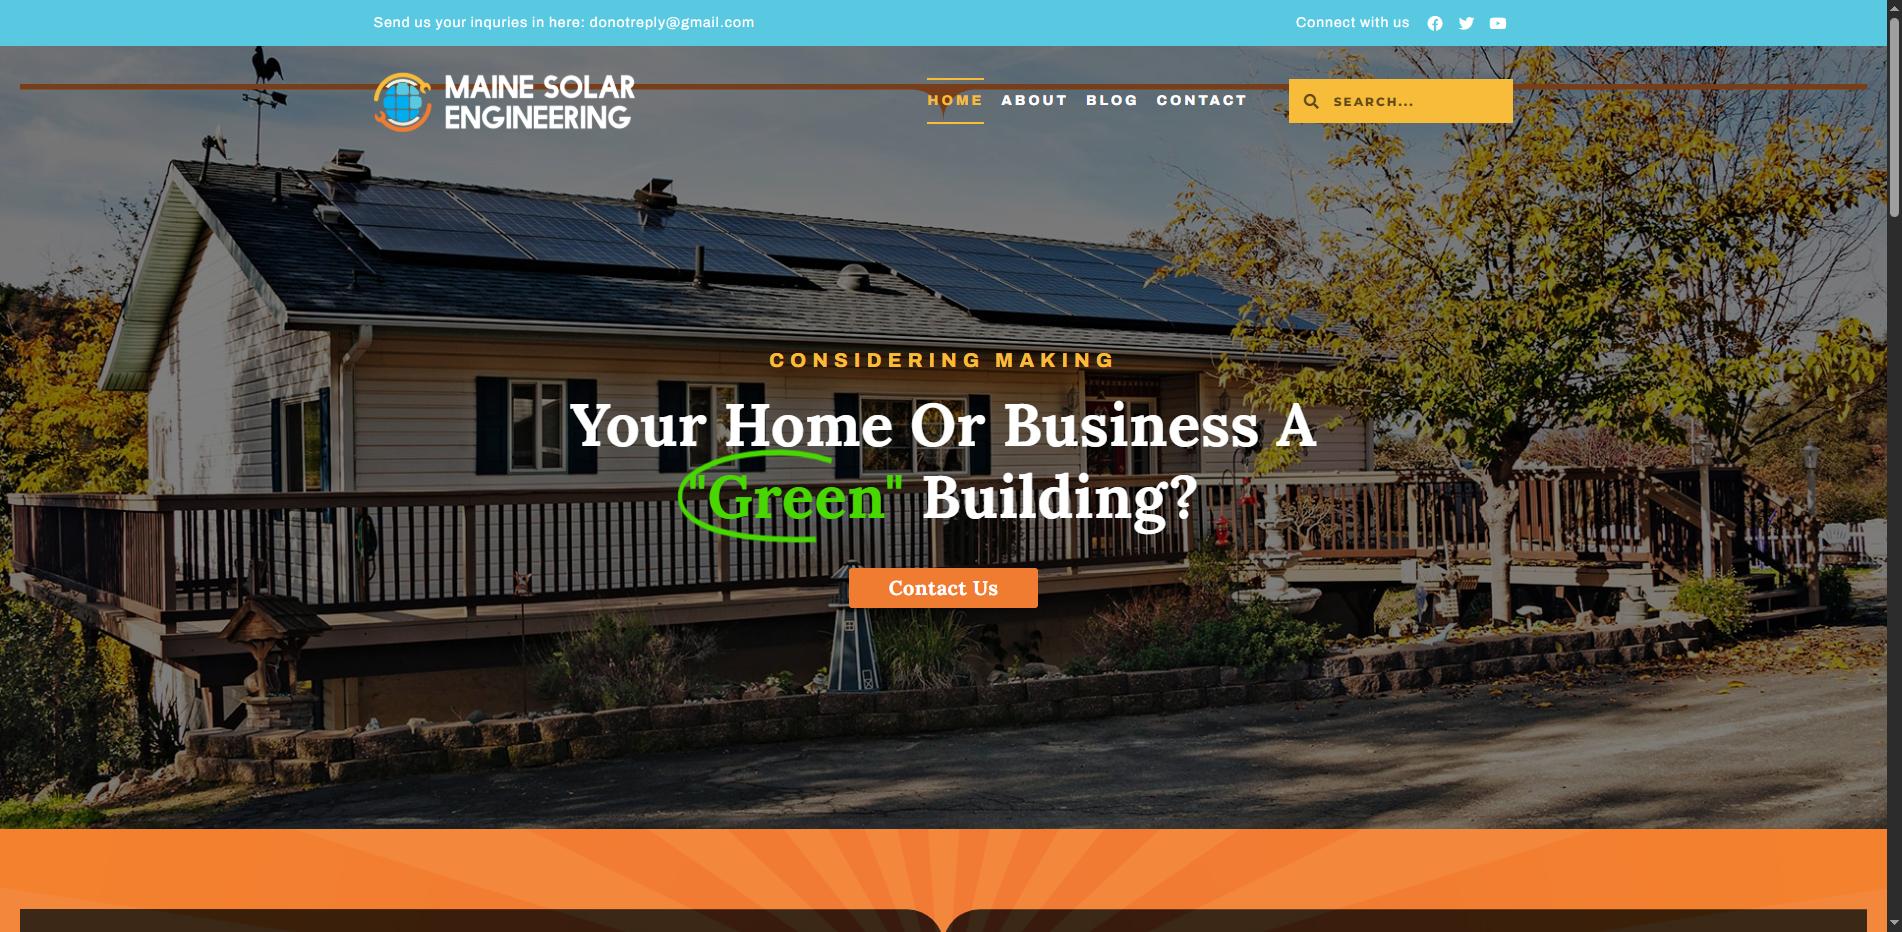 Send us your inquries in here: donotreply@gmail.com
Connect with us
MAINE SOLAR
ENGINEERING
HOME
ABOUT
BLOG
CONTACT
SEARCH...
CONSIDERING MAKING
Your Home Or Business A
"Green" Building?
Contact Us